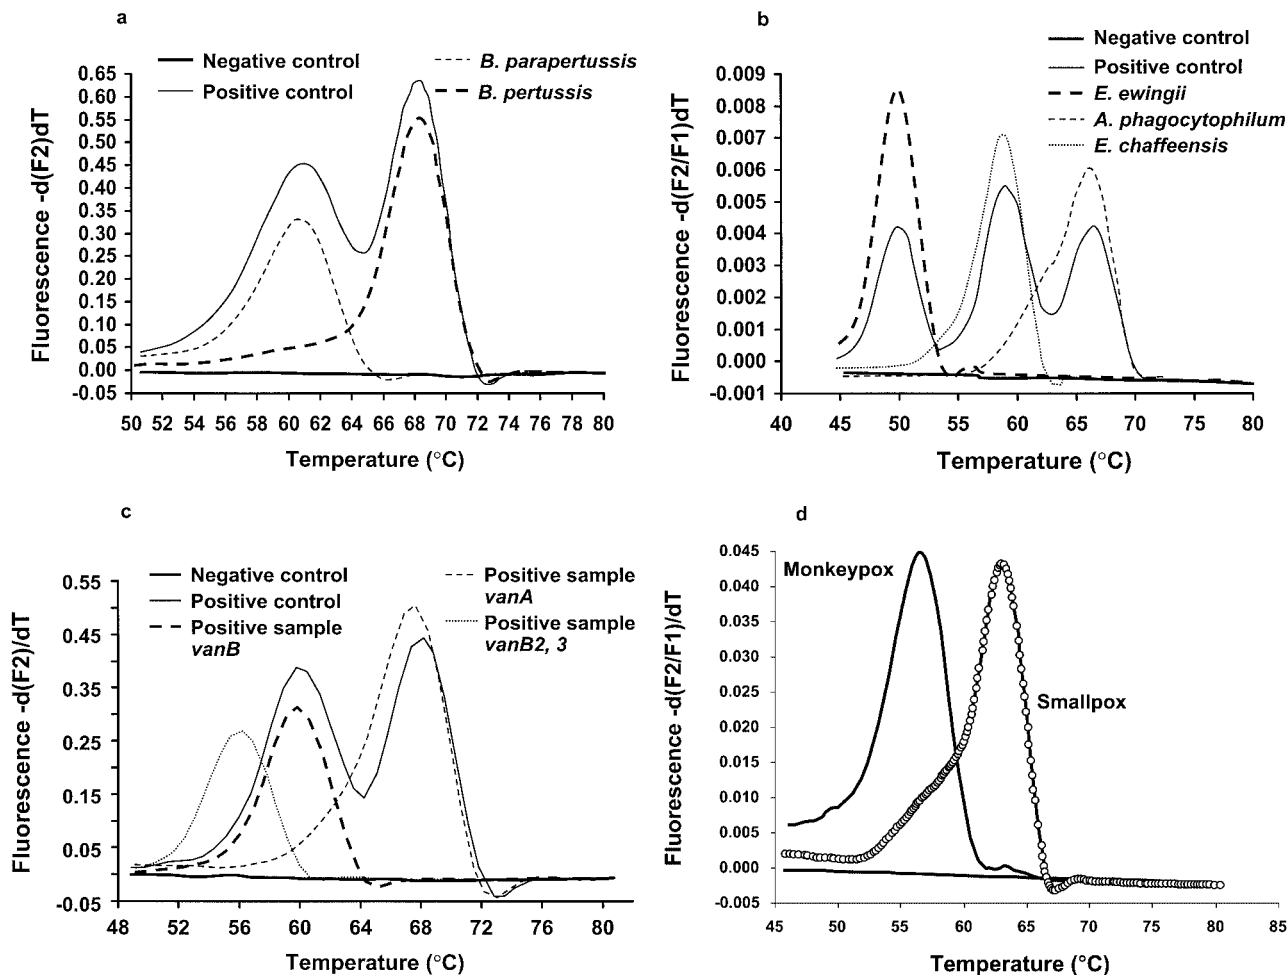 a
Negative control
Positive control
B. parapertussis
B. pertussis
Fluorescence -d(F2)dT
0.65
0.60
0.55
0.50
0.45
0.40
0.35
0.30
0.25
0.20
0.15
0.10
0.05
0.00
-0.05
50 52 54 56 58 60 62 64 66 68 70 72 74 76 78 80
Temperature (°C)
b
Negative control
Positive control
E. ewingii
A. phagocytophilum
E. chaffeensis
Fluorescence -d(F2/F1)dT
0.009
0.008
0.007
0.006
0.005
0.004
0.003
0.002
0.001
0.000
-0.001
40 45 50 55 60 65 70 75 80
Temperature (°C)
c
Negative control
Positive control
Positive sample
vanB
Positive sample
vanA
Positive sample
vanB2, 3
Fluorescence -d(F2)/dT
0.55
0.45
0.35
0.25
0.15
0.05
-0.05
48 52 56 60 64 68 72 76 80
Temperature (°C)
d
Monkeypox
Smallpox
Fluorescence -d(F2/F1)/dT
0.045
0.040
0.035
0.030
0.025
0.020
0.015
0.010
0.005
0.000
-0.005
45 50 55 60 65 70 75 80 85
Temperature (°C)